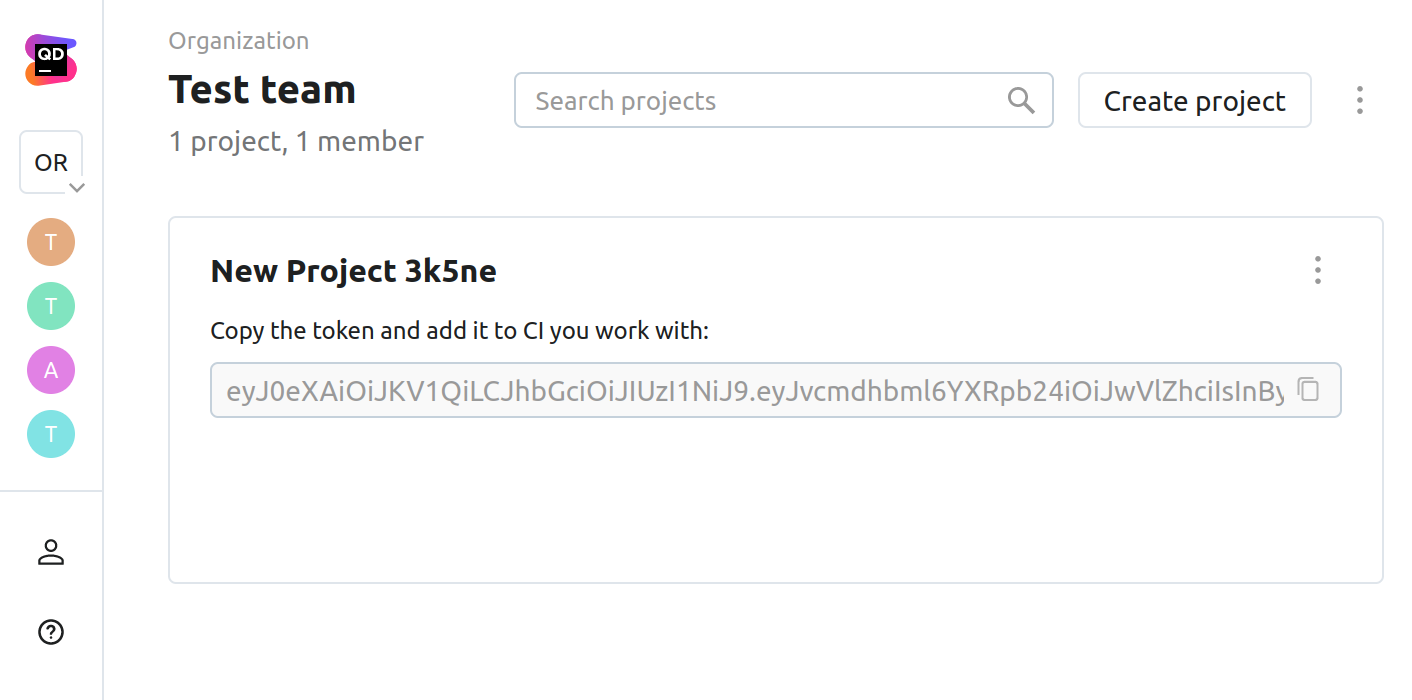 QD
OR
T
T
A
T
Organization
Test team
1 project, 1 member
Search projects
Create project
New Project 3k5ne
Copy the token and add it to CI you work with:
eyJ0eXAiOiJKV1QiLCJhbGciOiJIUzI1NiJ9.eyJvcmdhbml6YXRpb24iOiJwVlZhciIsInBy
?